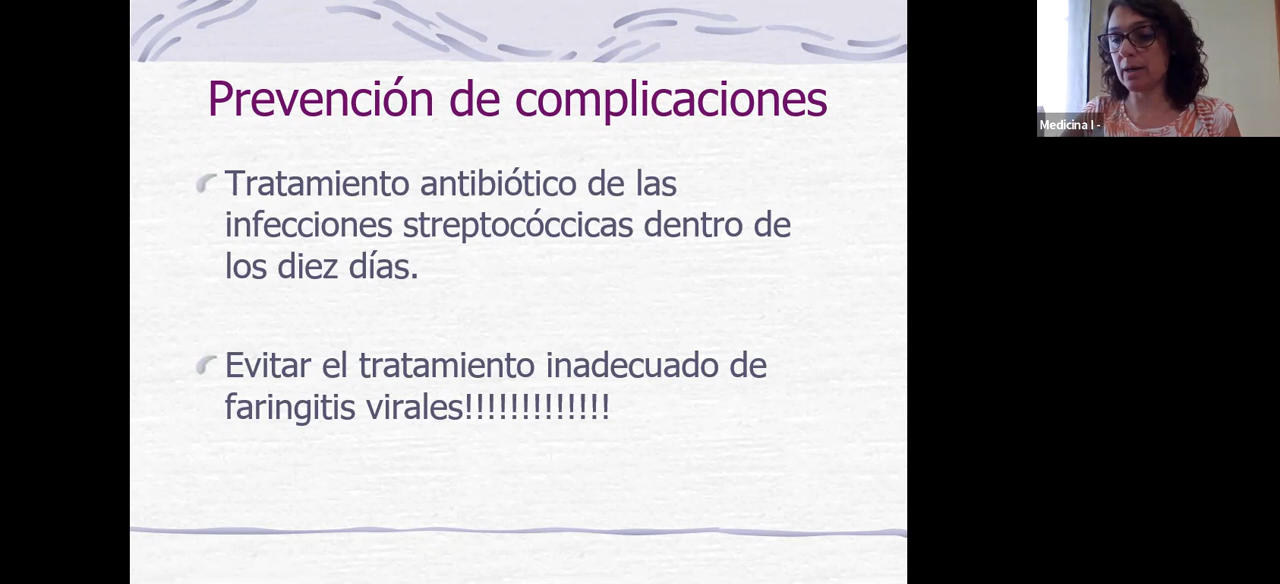 Prevención de complicaciones
Tratamiento antibiótico de las
infecciones streptocóccicas dentro de
los diez días.
Evitar el tratamiento inadecuado de
faringitis virales!!!!!!!!!!!!!
Medicina I -